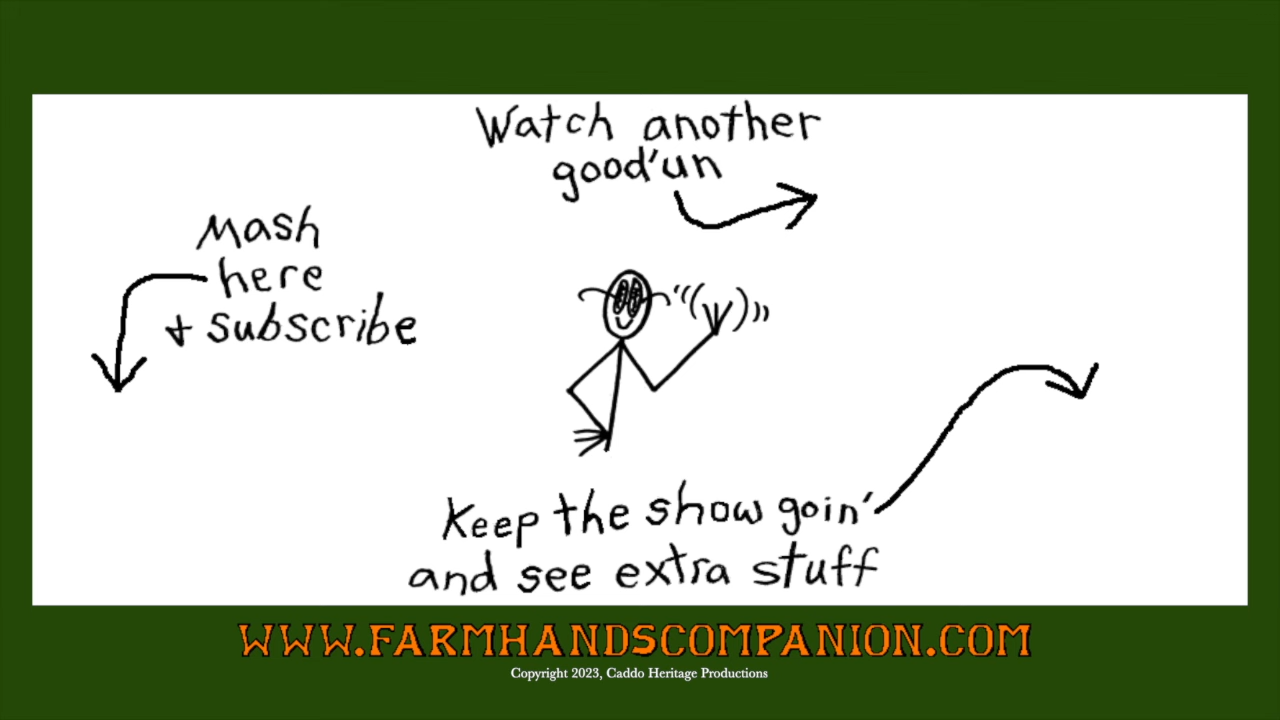 Watch another
good'un
Mash
here
+ subscribe
Keep the show goin'
and see extra stuff
WWW.FARMHANDSCOMPANION.COM
Copyright 2023, Caddo Heritage Productions